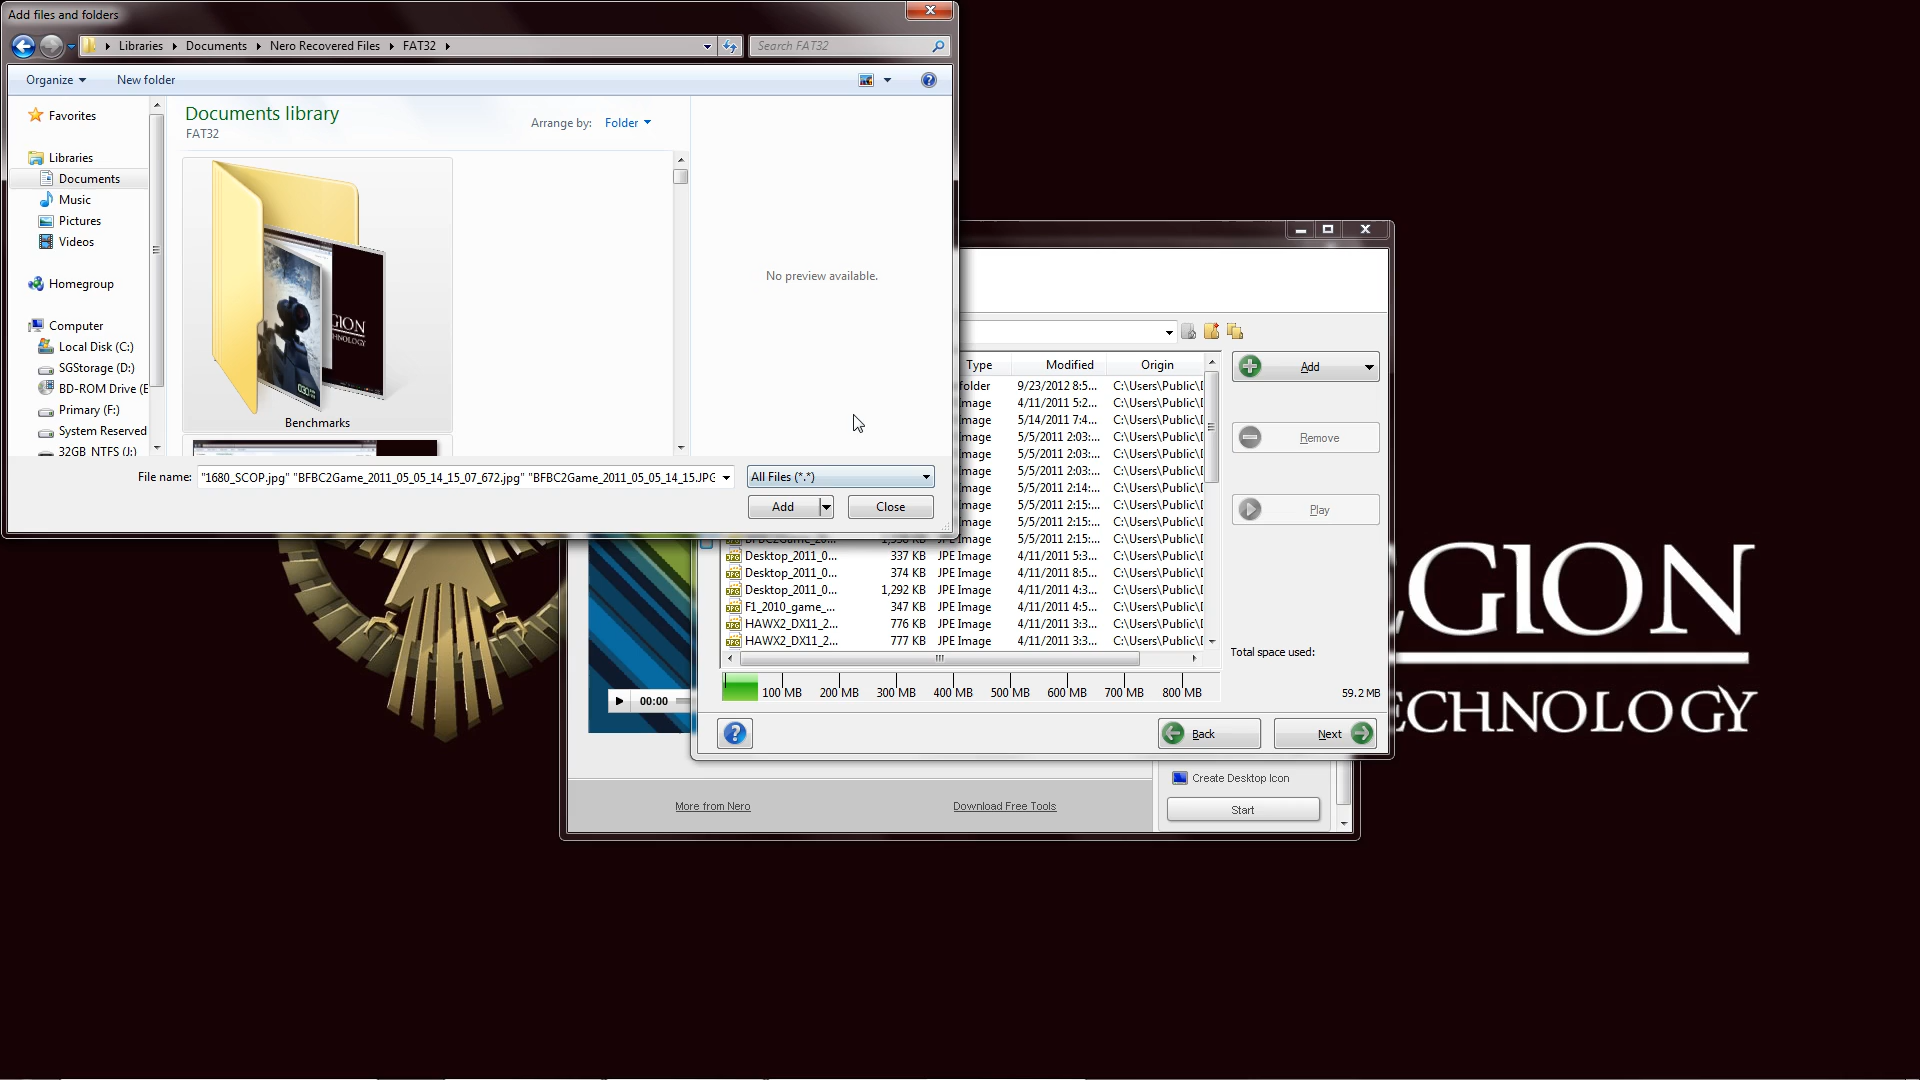 Add files and folders
Libraries Documents Nero Recovered Files FAT32
Search FAT32
Organize New folder
Favorites
Libraries
Documents
Music
Pictures
Videos
Homegroup
Computer
Local Disk (C:)
SGStorage (D:)
BD-ROM Drive (E
Primary (F:)
System Reserved
32GB NTFS (J:)
Documents library
FAT32
Arrange by: Folder
Benchmarks
No preview available.
File name: "1680_SCOP.jpg" "BFBC2Game_2011_05_05_14_15_07_672.jpg" "BFBC2Game_2011_05_05_14_15.JPG
All Files (*.*)
Add Close
Type Modified Origin
folder 9/23/2012 8:5... C:\Users\Public\D
Image 4/11/2011 5:2... C:\Users\Public\D
Image 5/14/2011 7:4... C:\Users\Public\D
Image 5/5/2011 2:03:... C:\Users\Public\D
Image 5/5/2011 2:03:... C:\Users\Public\D
Image 5/5/2011 2:03:... C:\Users\Public\D
Image 5/5/2011 2:14:... C:\Users\Public\D
Image 5/5/2011 2:15:... C:\Users\Public\D
Image 5/5/2011 2:15:... C:\Users\Public\D
5/5/2011 2:15:... C:\Users\Public\D
Desktop_2011_0... 337 KB JPE Image 4/11/2011 5:3... C:\Users\Public\D
Desktop_2011_0... 374 KB JPE Image 4/11/2011 8:5... C:\Users\Public\D
Desktop_2011_0... 1,292 KB JPE Image 4/11/2011 4:3... C:\Users\Public\D
F1_2010_game_... 347 KB JPE Image 4/11/2011 4:5... C:\Users\Public\D
HAWX2_DX11_2... 776 KB JPE Image 4/11/2011 3:3... C:\Users\Public\D
HAWX2_DX11_2... 777 KB JPE Image 4/11/2011 3:3... C:\Users\Public\D
100 MB 200 MB 300 MB 400 MB 500 MB 600 MB 700 MB 800 MB
Add
Remove
Play
Total space used:
59.2 MB
Back Next
00:00
Create Desktop Icon
Start
More from Nero Download Free Tools
GION
ECHNOLOGY